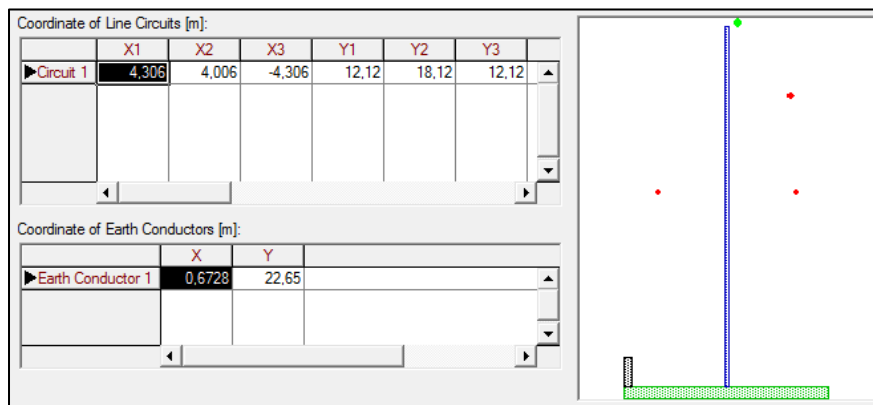 Coordinate of Line Circuits [m]:
X1 X2 X3 Y1 Y2 Y3
Circuit 1 4,306 4,006 -4,306 12,12 18,12 12,12
Coordinate of Earth Conductors [m]:
X Y
Earth Conductor 1 0,6728 22,65